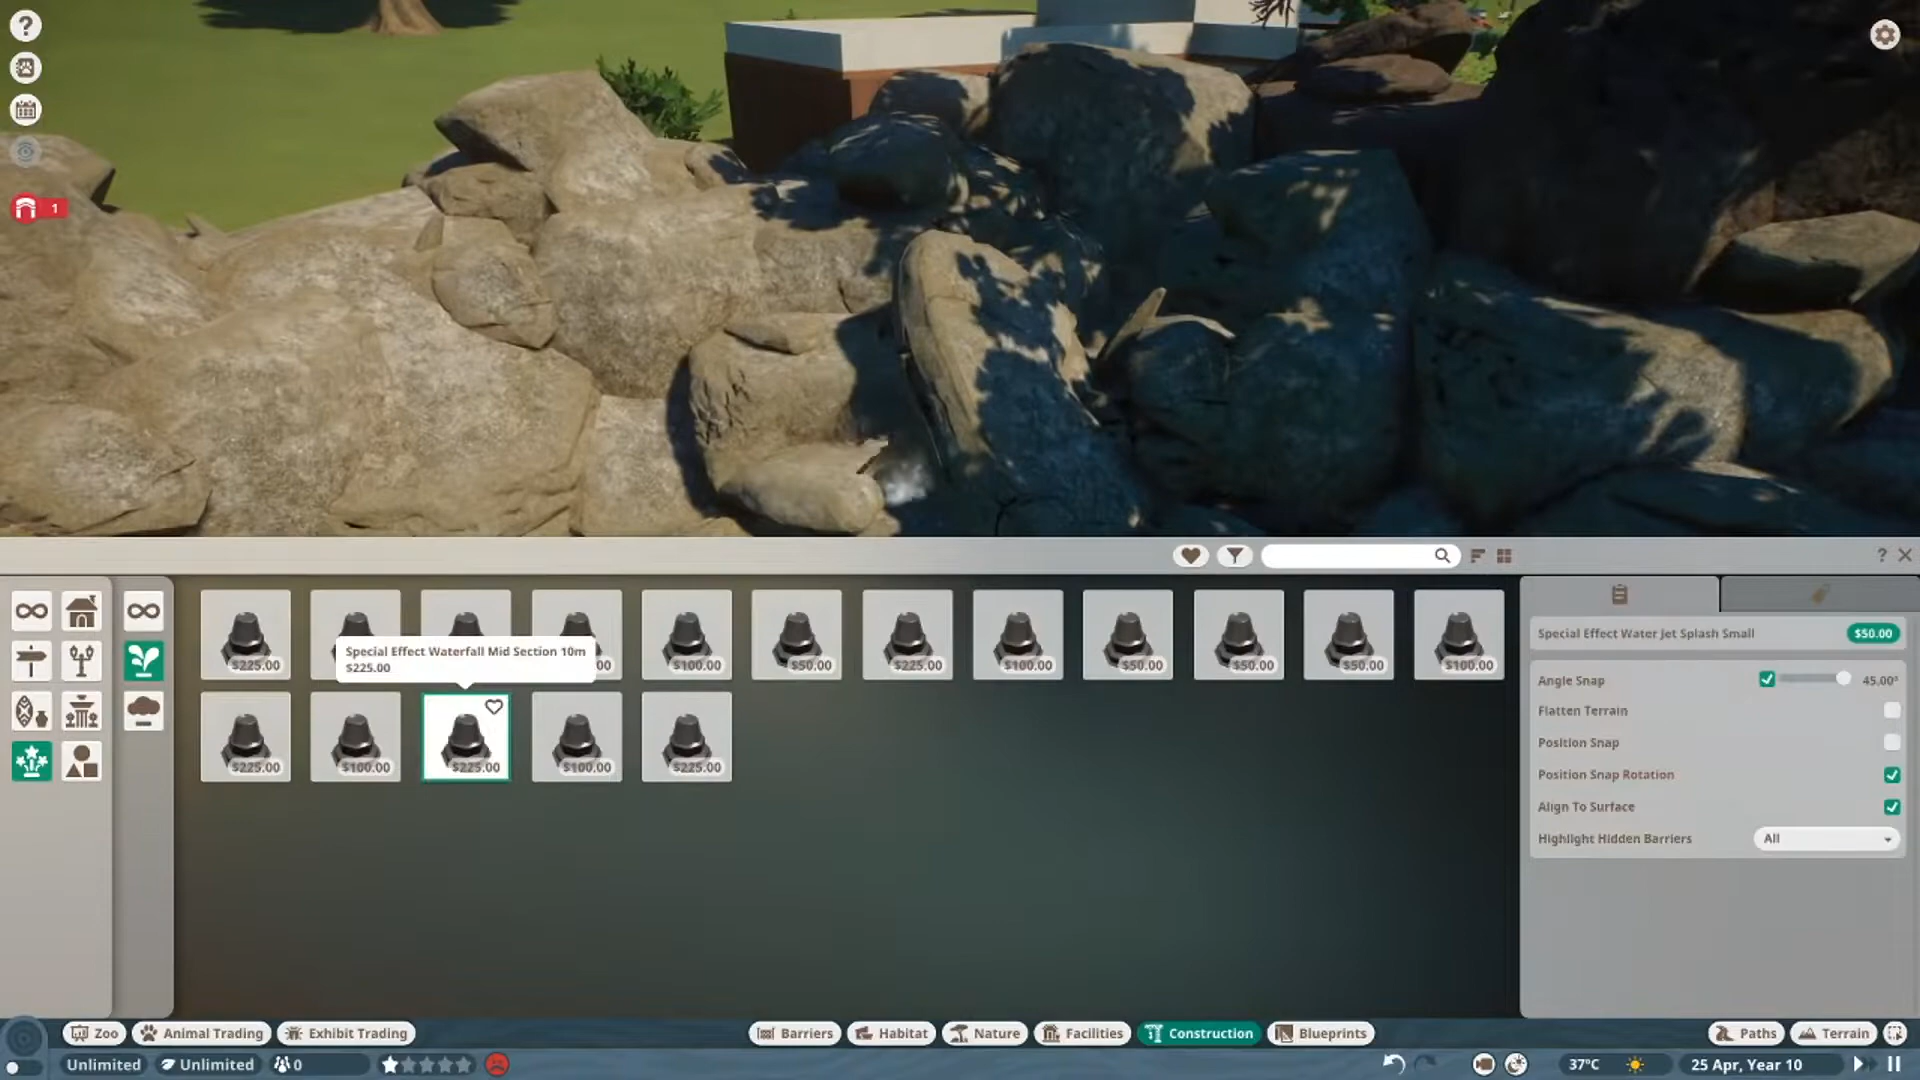 ?
1
?
$225.00
00
$100.00
$50.00
$225.00
$100.00
$50.00
$50.00
$50.00
$100.00
Special Effect Waterfall Mid Section 10m
$225.00
$225.00
$100.00
$225.00
$100.00
$225.00
Special Effect Water Jet Splash Small
$50.00
Angle Snap
45.00°
Flatten Terrain
Position Snap
Position Snap Rotation
Align To Surface
Highlight Hidden Barriers
All
Zoo
Animal Trading
Exhibit Trading
Barriers
Habitat
Nature
Facilities
Construction
Blueprints
Paths
Terrain
Unlimited
Unlimited
0
37°C
25 Apr, Year 10